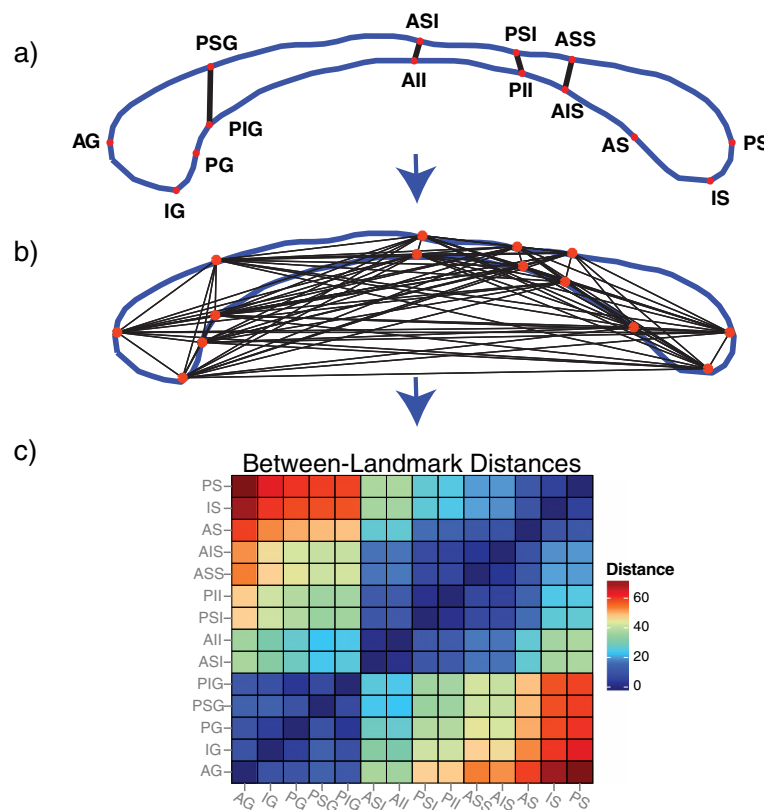 a)
ASI
PSI
ASS
PSG
AII
PII
AIS
PIG
AG
PG
AS
PS
IG
IS
b)
c)
Between-Landmark Distances
PS
IS
AS
AIS
ASS
PII
PSI
AII
ASI
PIG
PSG
PG
IG
AG
Distance
60
40
20
0
AG IG PG PSG PIG ASI AII PSI PII ASS AIS AS IS PS